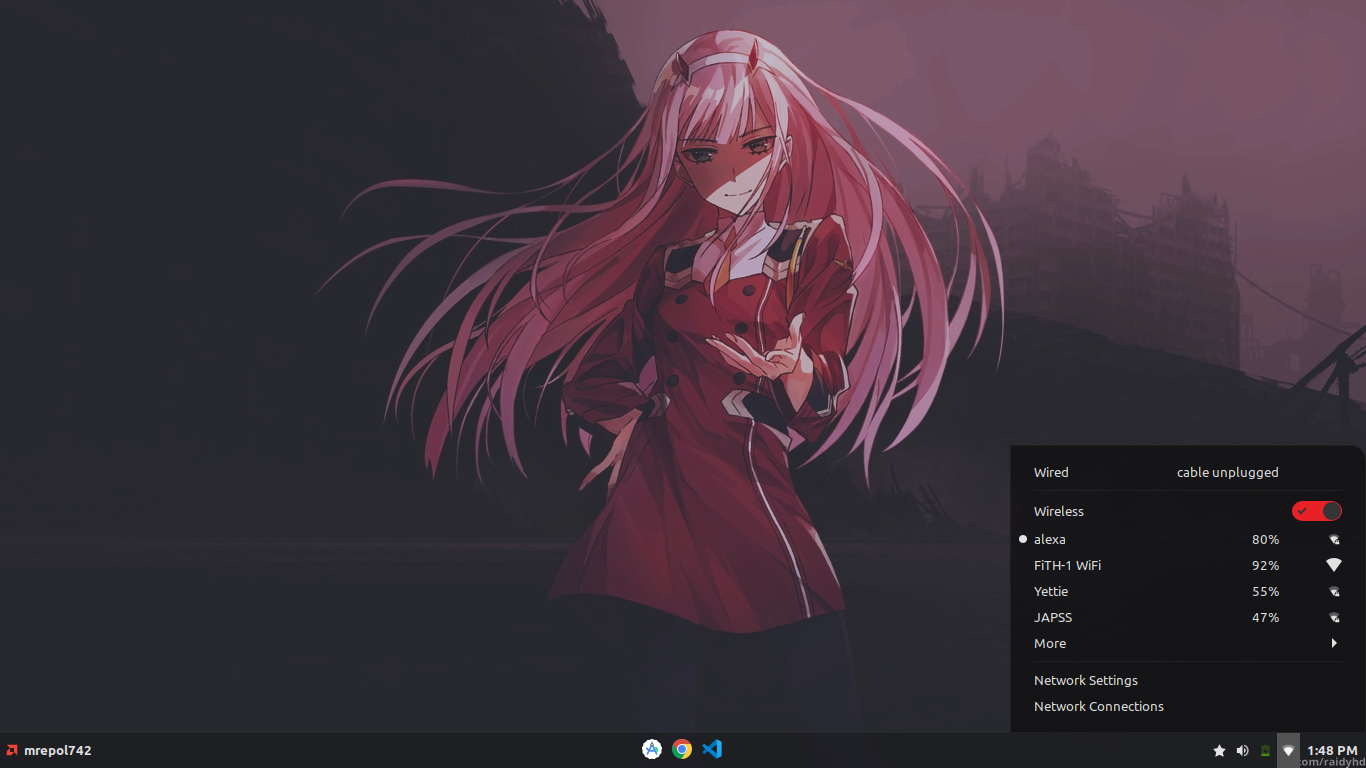 Wired cable unplugged
Wireless
alexa 80%
FiTH-1 WiFi 92%
Yettie 55%
JAPSS 47%
More
Network Settings
Network Connections
mrepol742 1:48 PM
com/raidyhd